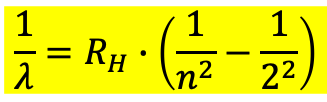 1/λ = R_H · (1/n² − 1/2²)